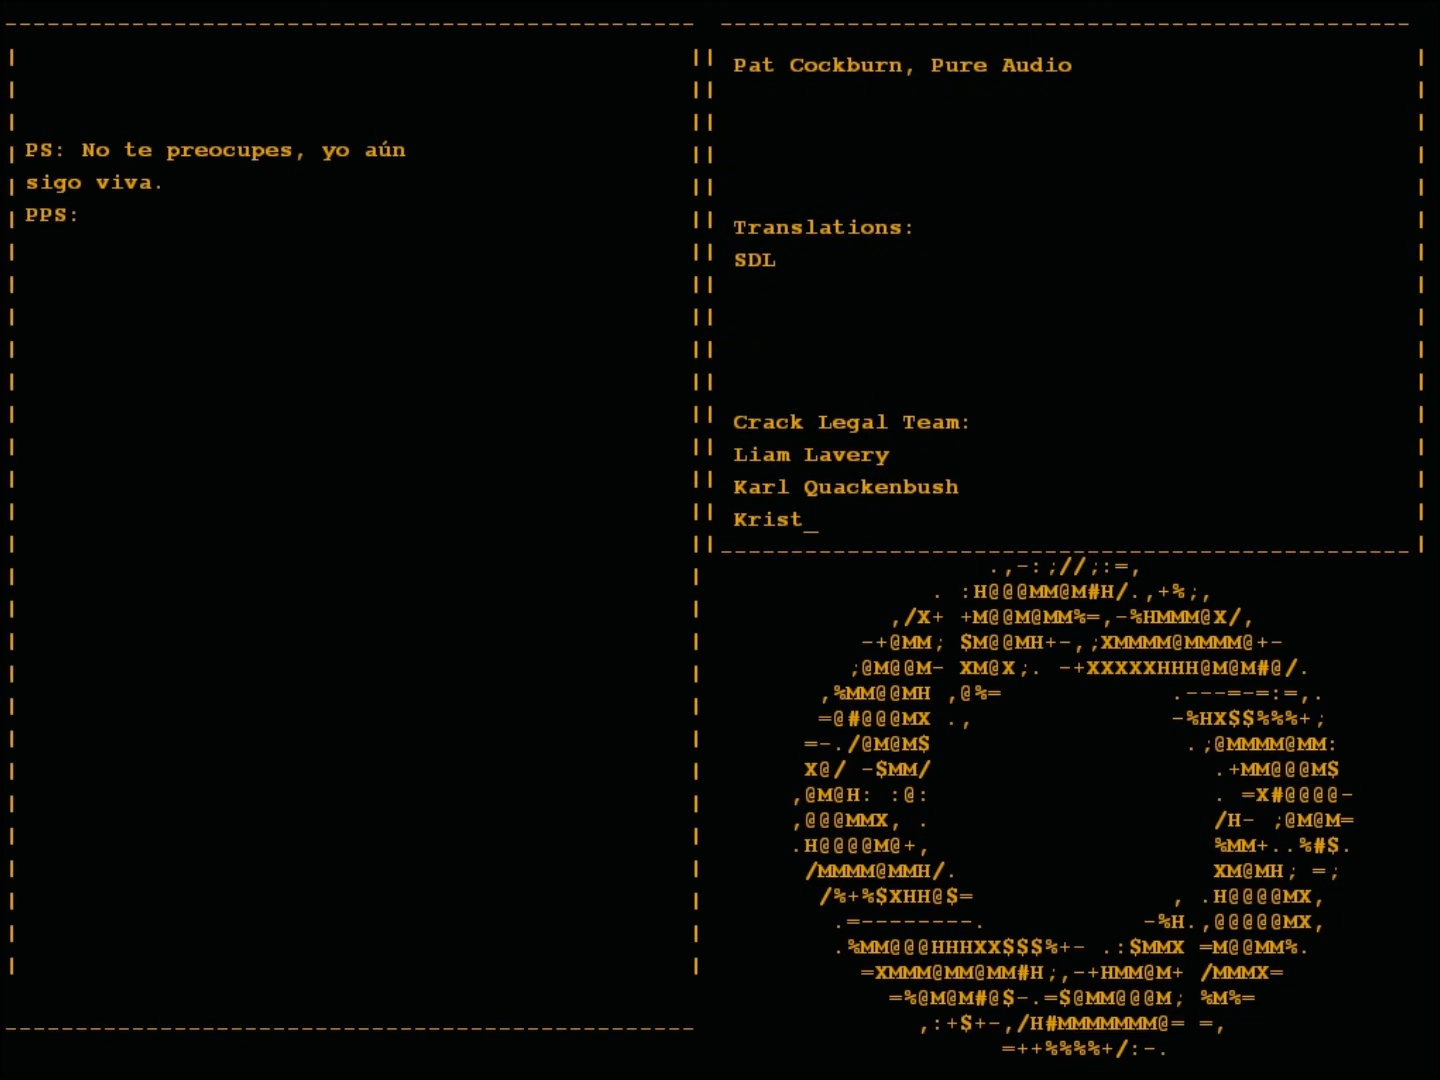 PS: No te preocupes, yo aún
sigo viva.
PPS:
Pat Cockburn, Pure Audio
Translations:
SDL
Crack Legal Team:
Liam Lavery
Karl Quackenbush
Krist_